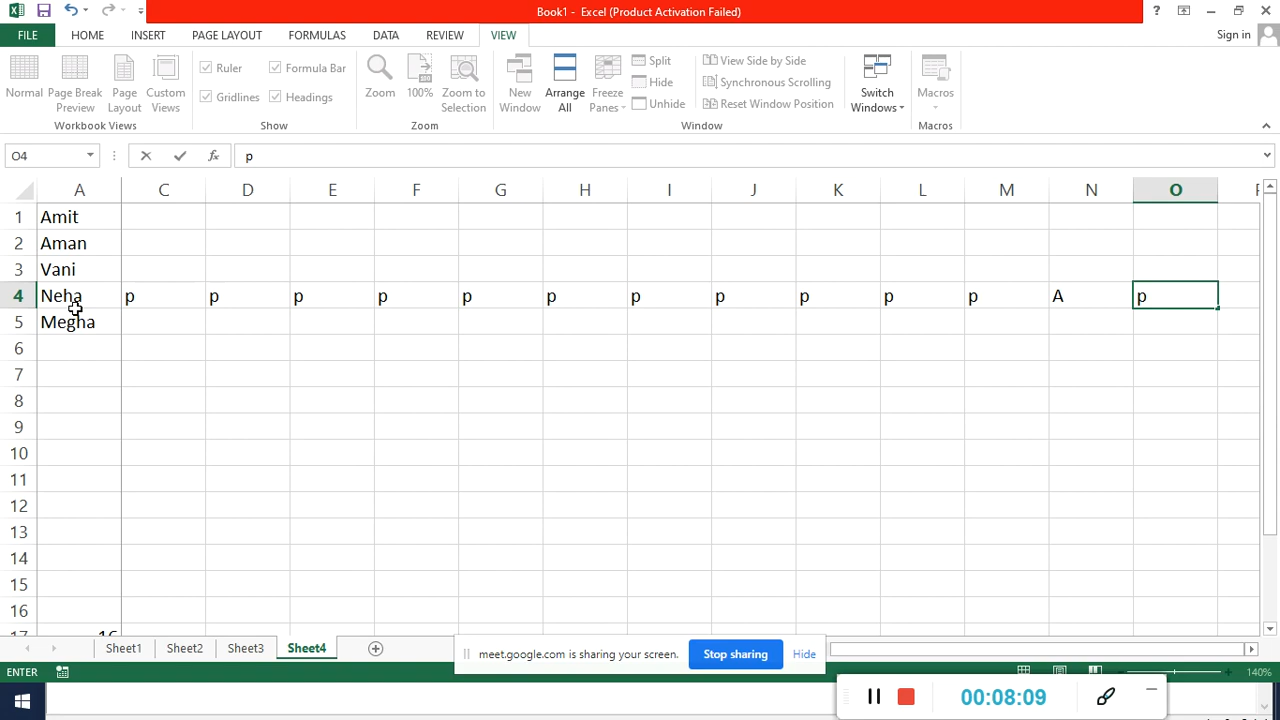 Book1 - Excel (Product Activation Failed)
?
FILE HOME INSERT PAGE LAYOUT FORMULAS DATA REVIEW VIEW Sign in
Normal Page Break Preview Page Layout Custom Views
Ruler Formula Bar
Gridlines Headings
Zoom 100% Zoom to Selection
New Window Arrange All Freeze Panes
Split
Hide
Unhide
View Side by Side
Synchronous Scrolling
Reset Window Position
Switch Windows Macros
Workbook Views Show Zoom Window Macros
O4 fx p
A C D E F G H I J K L M N O
1 Amit
2 Aman
3 Vani
4 Neha p p p p p p p p p p p A p
5 Megha
6
7
8
9
10
11
12
13
14
15
16
17 16
Sheet1 Sheet2 Sheet3 Sheet4
meet.google.com is sharing your screen. Stop sharing Hide
ENTER 140%
00:08:09